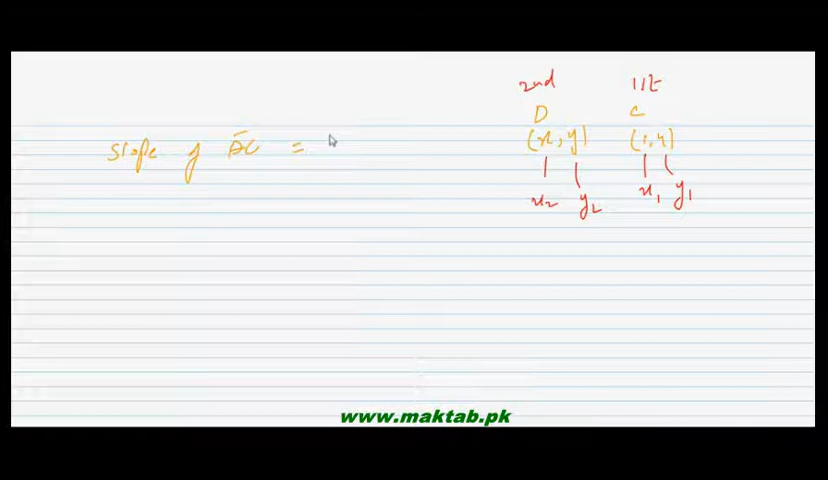 2nd 1st
D C
Slope of DC = (x, y) (1, 4)
x₂ y₂ x₁ y₁
www.maktab.pk